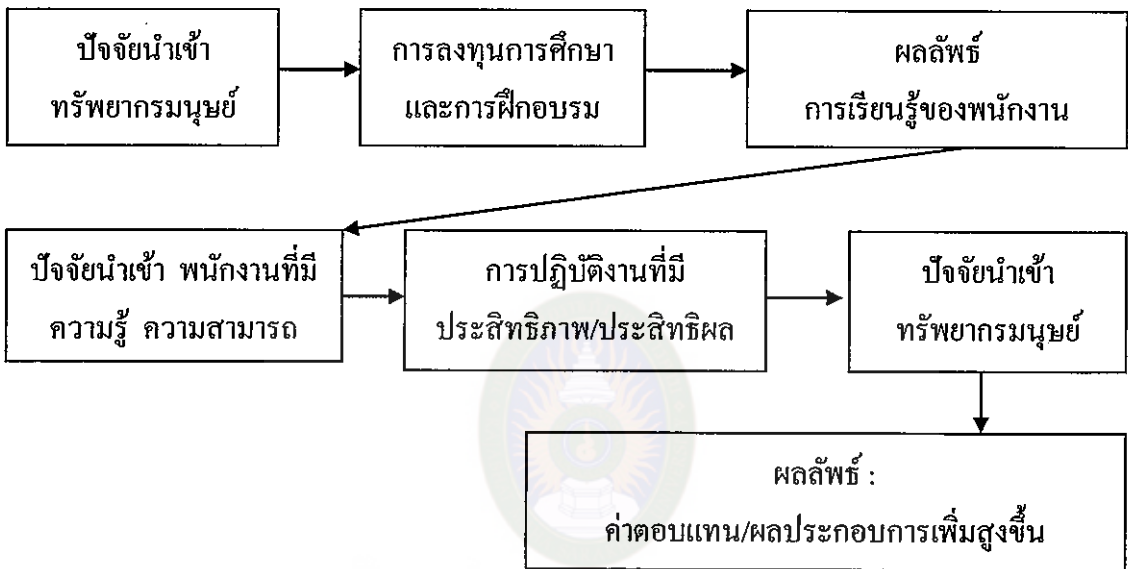 ปัจจัยนำเข้า
ทรัพยากรมนุษย์
การลงทุนการศึกษา
และการฝึกอบรม
ผลลัพธ์
การเรียนรู้ของพนักงาน
ปัจจัยนำเข้า พนักงานที่มี
ความรู้ ความสามารถ
การปฏิบัติงานที่มี
ประสิทธิภาพ/ประสิทธิผล
ปัจจัยนำเข้า
ทรัพยากรมนุษย์
ผลลัพธ์ :
ค่าตอบแทน/ผลประกอบการเพิ่มสูงขึ้น